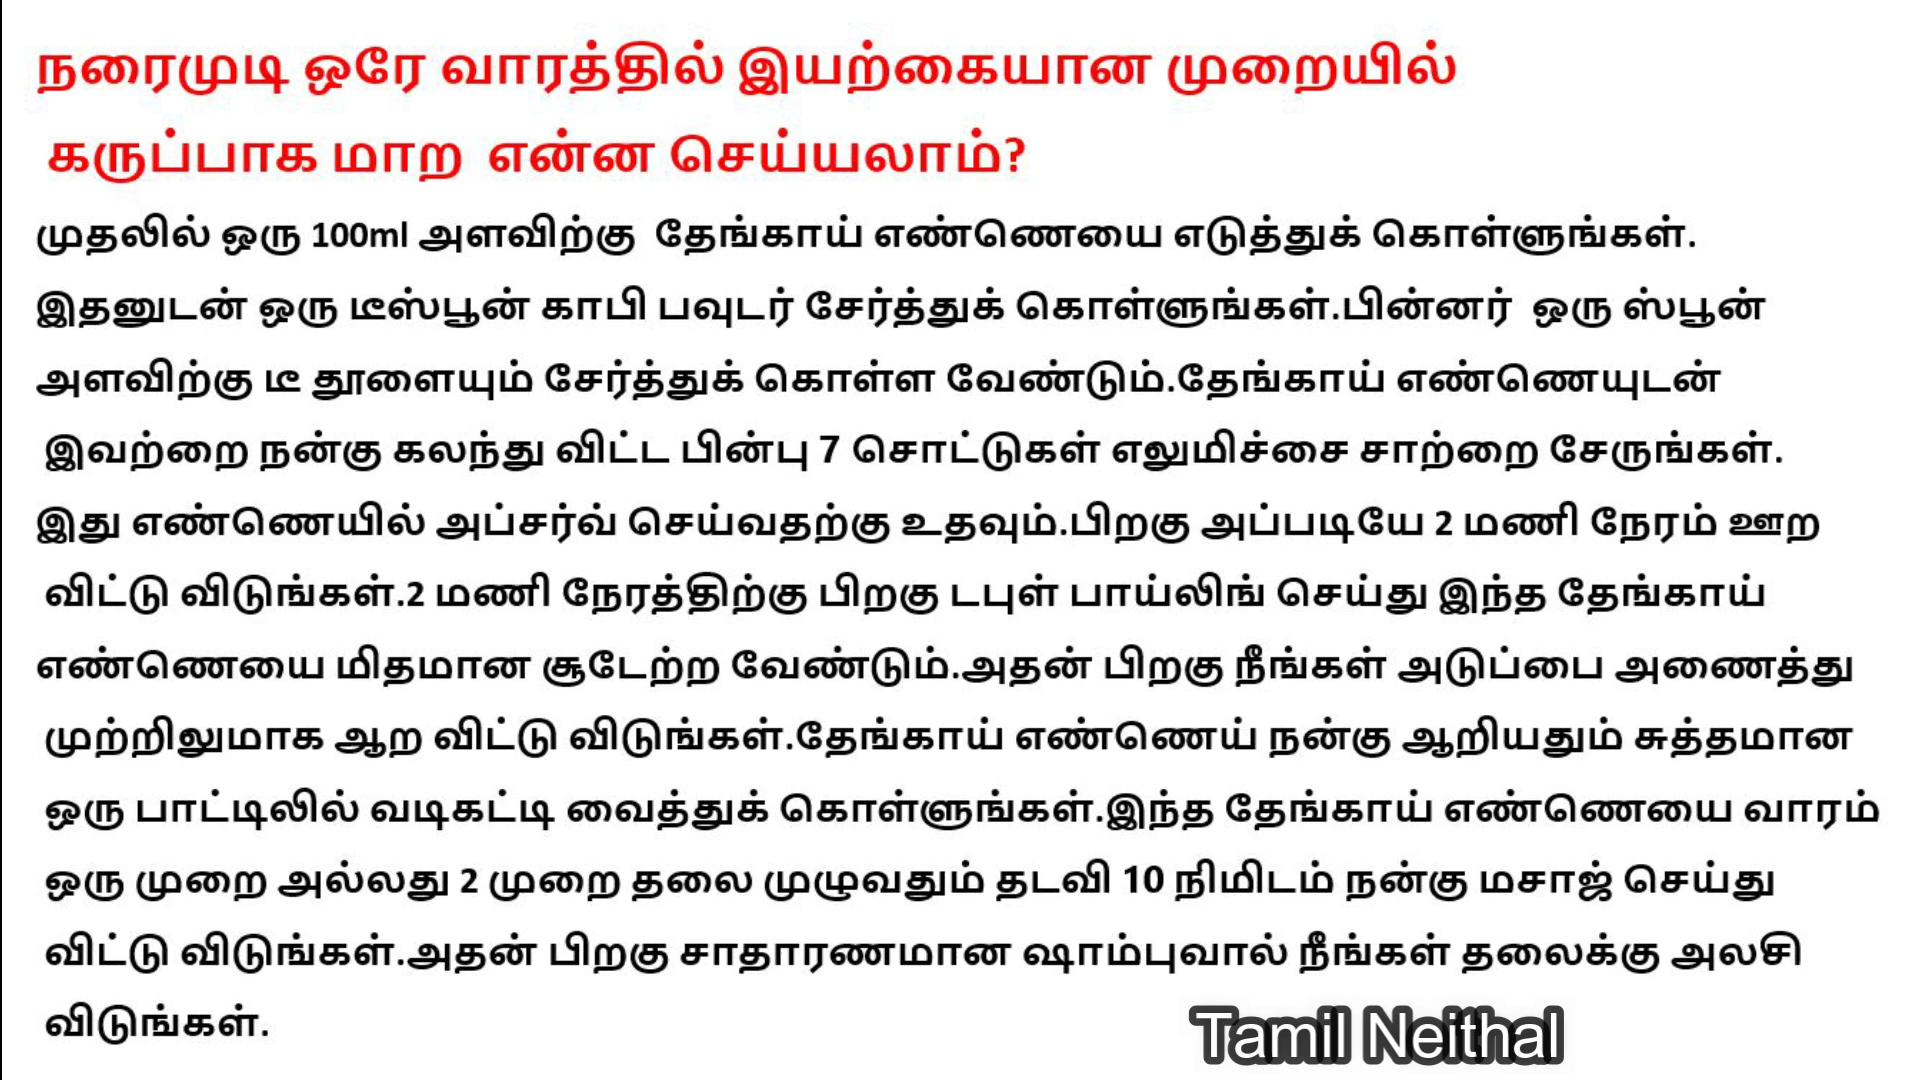 நரைமுடி ஒரே வாரத்தில் இயற்கையான முறையில்
கருப்பாக மாற என்ன செய்யலாம்?
முதலில் ஒரு 100ml அளவிற்கு தேங்காய் எண்ணெயை எடுத்துக் கொள்ளுங்கள்.
இதனுடன் ஒரு டீஸ்பூன் காபி பவுடர் சேர்த்துக் கொள்ளுங்கள்.பின்னர் ஒரு ஸ்பூன்
அளவிற்கு டீ தூளையும் சேர்த்துக் கொள்ள வேண்டும்.தேங்காய் எண்ணெயுடன்
இவற்றை நன்கு கலந்து விட்ட பின்பு 7 சொட்டுகள் எலுமிச்சை சாற்றை சேருங்கள்.
இது எண்ணெயில் அப்சர்வ் செய்வதற்கு உதவும்.பிறகு அப்படியே 2 மணி நேரம் ஊற
விட்டு விடுங்கள்.2 மணி நேரத்திற்கு பிறகு டபுள் பாய்லிங் செய்து இந்த தேங்காய்
எண்ணெயை மிதமான சூடேற்ற வேண்டும்.அதன் பிறகு நீங்கள் அடுப்பை அணைத்து
முற்றிலுமாக ஆற விட்டு விடுங்கள்.தேங்காய் எண்ணெய் நன்கு ஆறியதும் சுத்தமான
ஒரு பாட்டிலில் வடிகட்டி வைத்துக் கொள்ளுங்கள்.இந்த தேங்காய் எண்ணெயை வாரம்
ஒரு முறை அல்லது 2 முறை தலை முழுவதும் தடவி 10 நிமிடம் நன்கு மசாஜ் செய்து
விட்டு விடுங்கள்.அதன் பிறகு சாதாரணமான ஷாம்புவால் நீங்கள் தலைக்கு அலசி
விடுங்கள்.
Tamil Neithal